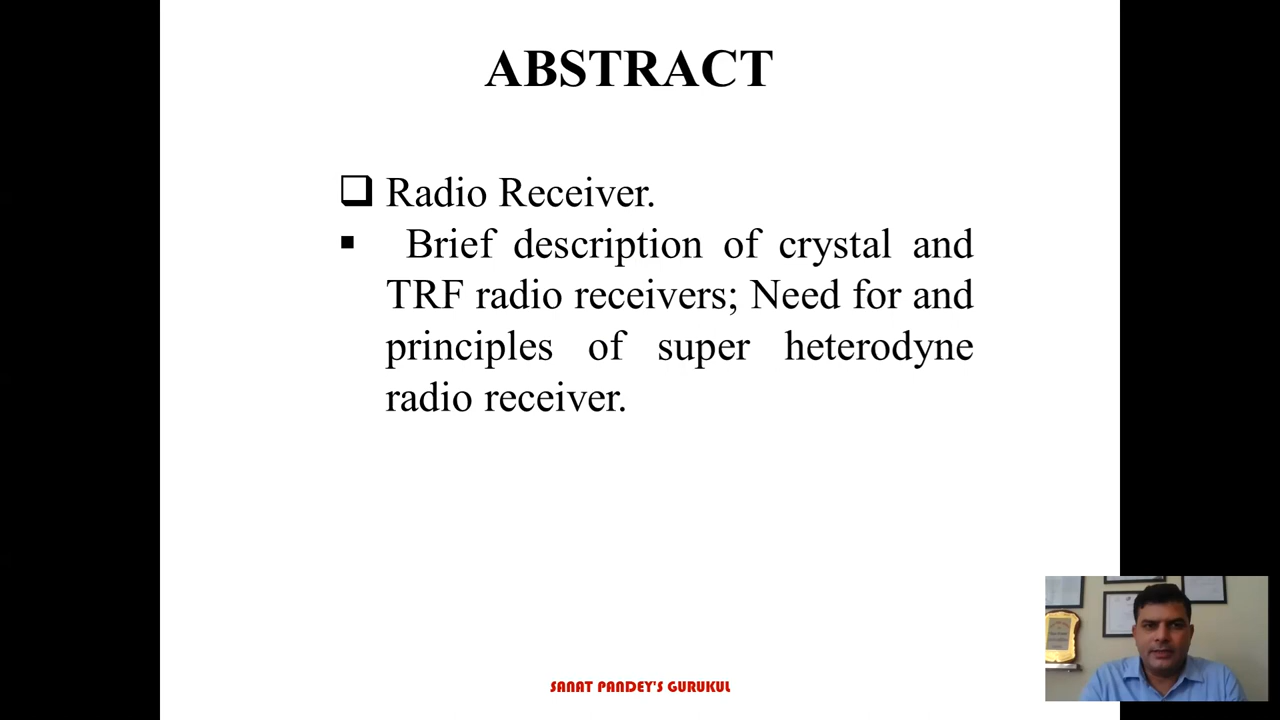 ABSTRACT
❑ Radio Receiver.
▪ Brief description of crystal and
TRF radio receivers; Need for and
principles of super heterodyne
radio receiver.
SANAT PANDEY'S GURUKUL